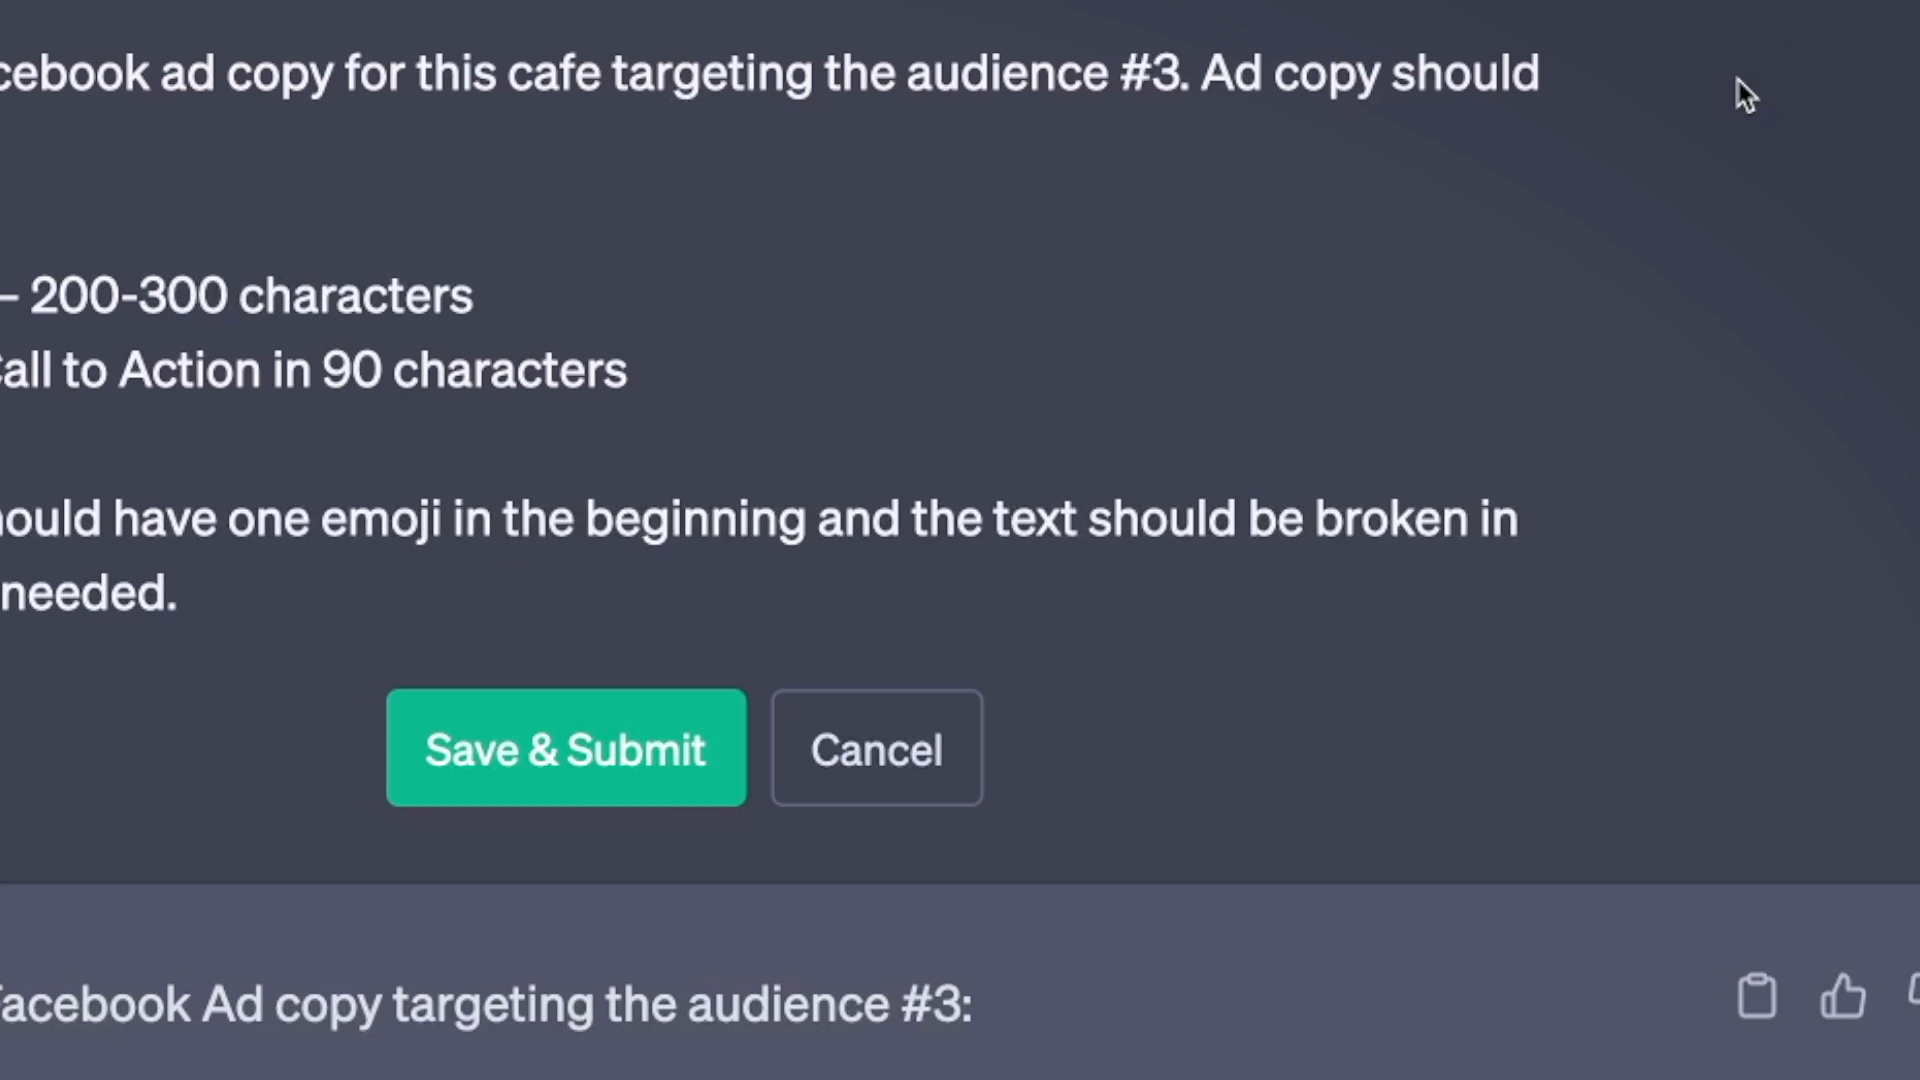 cebook ad copy for this cafe targeting the audience #3. Ad copy should
– 200-300 characters
Call to Action in 90 characters
ould have one emoji in the beginning and the text should be broken in
needed.
Save & Submit
Cancel
Facebook Ad copy targeting the audience #3: